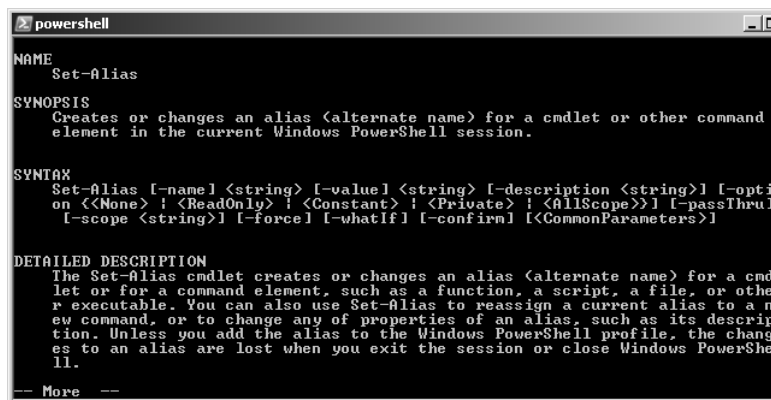 powershell
NAME
Set-Alias
SYNOPSIS
Creates or changes an alias (alternate name) for a cmdlet or other command
element in the current Windows PowerShell session.
SYNTAX
Set-Alias [-name] <string> [-value] <string> [-description <string>] [-opti
on {<None> | <ReadOnly> | <Constant> | <Private> | <AllScope>}] [-passThru]
[-scope <string>] [-force] [-whatIf] [-confirm] [<CommonParameters>]
DETAILED DESCRIPTION
The Set-Alias cmdlet creates or changes an alias (alternate name) for a cmd
let or for a command element, such as a function, a script, a file, or othe
r executable. You can also use Set-Alias to reassign a current alias to a n
ew command, or to change any of properties of an alias, such as its descrip
tion. Unless you add the alias to the Windows PowerShell profile, the chang
es to an alias are lost when you exit the session or close Windows PowerShe
ll.
-- More --